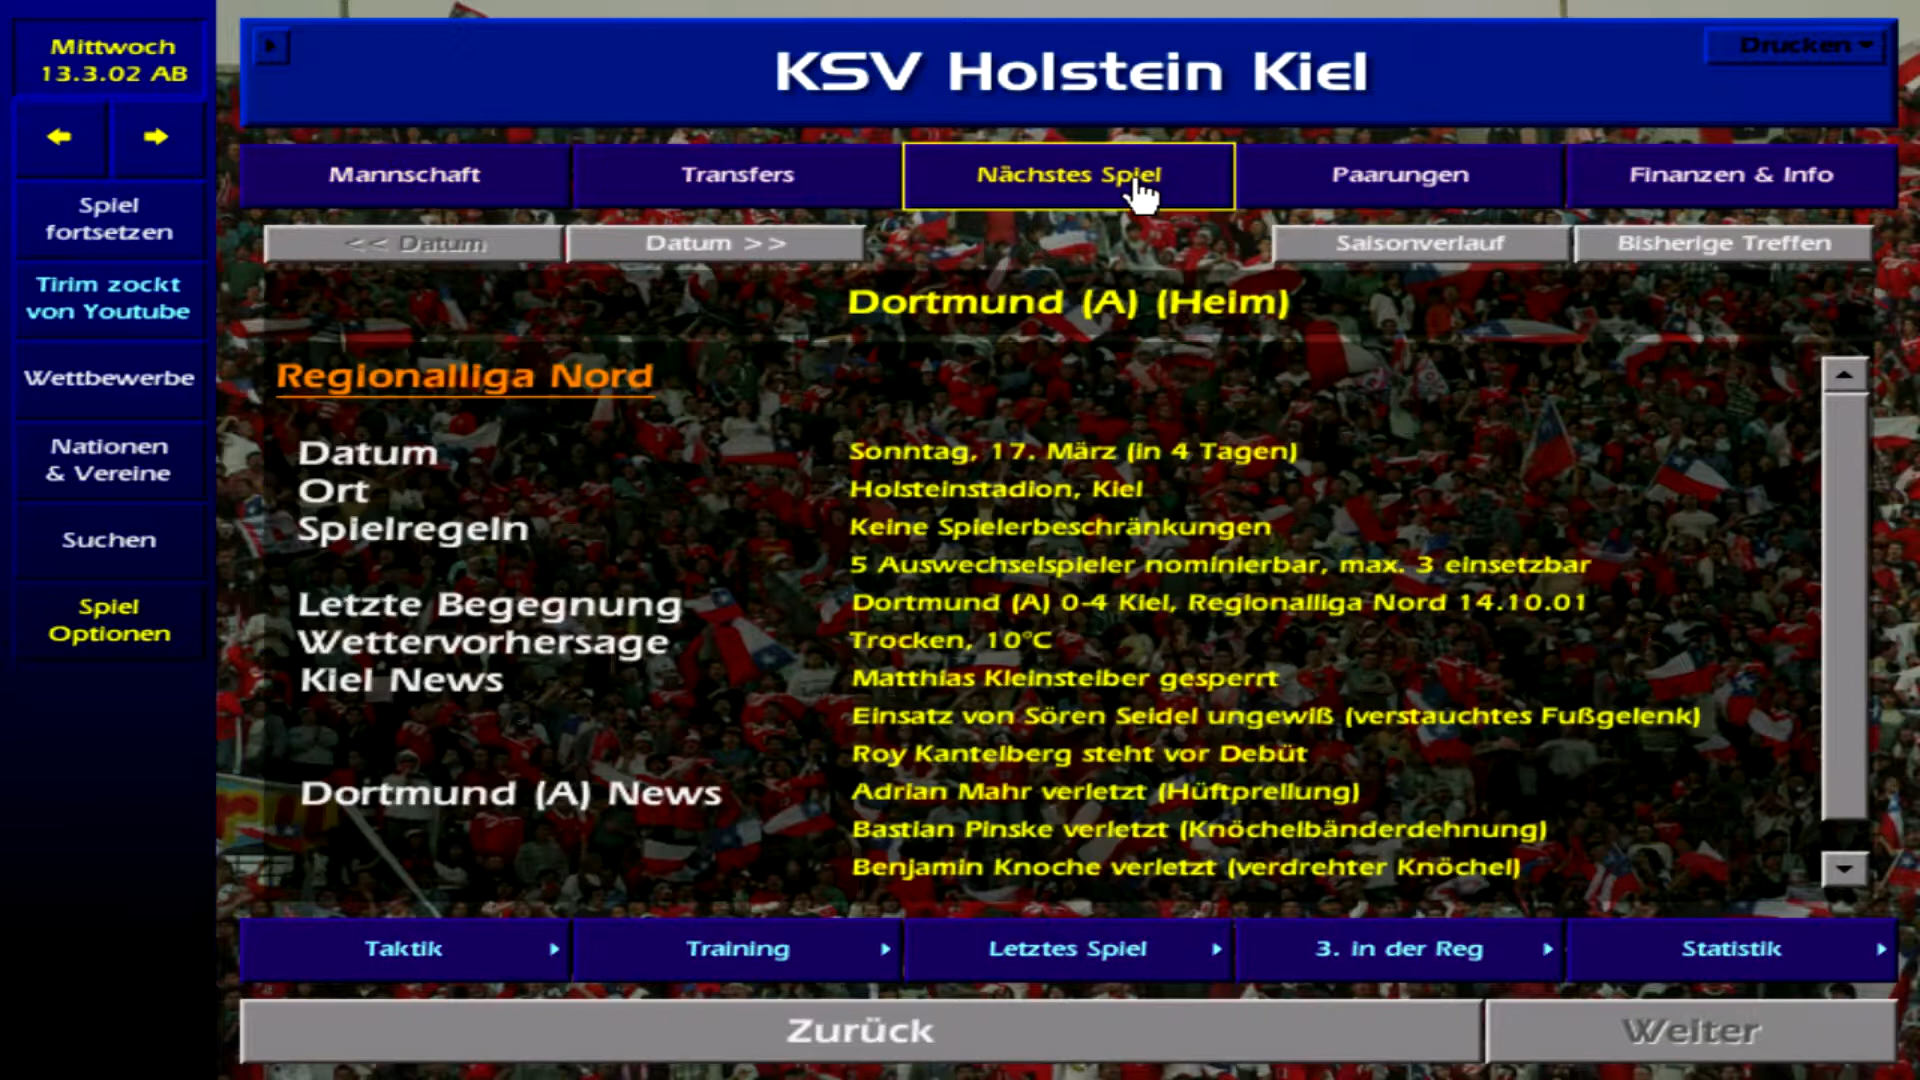 Mittwoch
13.3.02 AB
Spiel
fortsetzen
Tirim zockt
von Youtube
Wettbewerbe
Nationen
& Vereine
Suchen
Spiel
Optionen
KSV Holstein Kiel
Drucken
Mannschaft
Transfers
Nächstes Spiel
Paarungen
Finanzen & Info
<< Datum
Datum >>
Saisonverlauf
Bisherige Treffen
Dortmund (A) (Heim)
Regionalliga Nord
Datum Sonntag, 17. März (in 4 Tagen)
Ort Holsteinstadion, Kiel
Spielregeln Keine Spielerbeschränkungen
5 Auswechselspieler nominierbar, max. 3 einsetzbar
Letzte Begegnung Dortmund (A) 0-4 Kiel, Regionalliga Nord 14.10.01
Wettervorhersage Trocken, 10°C
Kiel News Matthias Kleinsteiber gesperrt
Einsatz von Sören Seidel ungewiß (verstauchtes Fußgelenk)
Roy Kantelberg steht vor Debüt
Dortmund (A) News Adrian Mahr verletzt (Hüftprellung)
Bastian Pinske verletzt (Knöchelbänderdehnung)
Benjamin Knoche verletzt (verdrehter Knöchel)
Taktik
Training
Letztes Spiel
3. in der Reg
Statistik
Zurück
Weiter